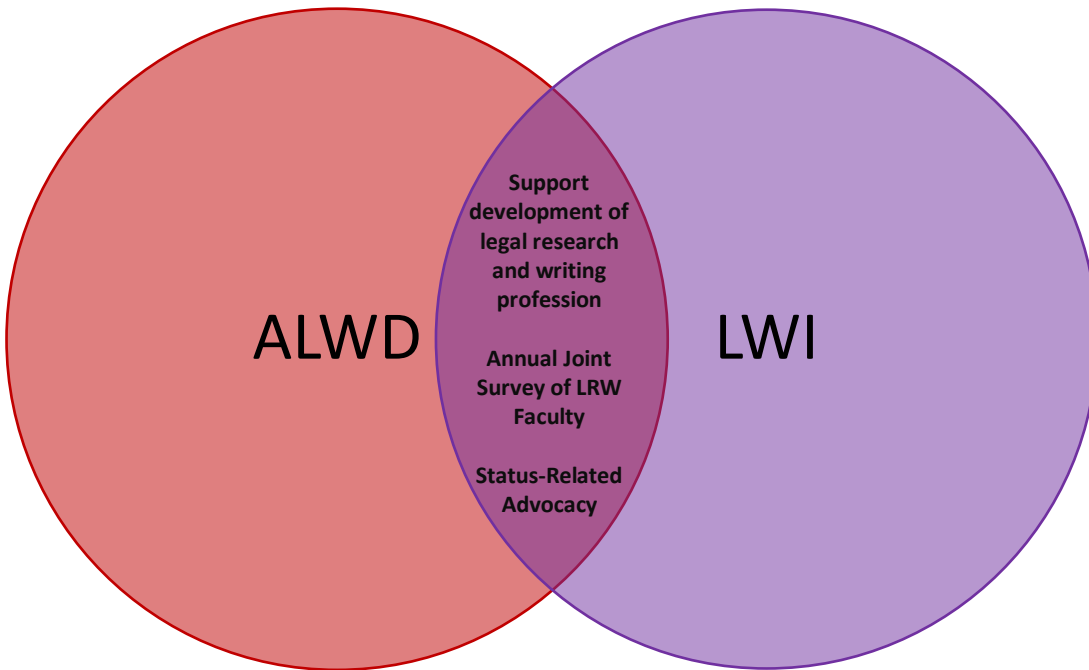 ALWD
Support
development of
legal research
and writing
profession
Annual Joint
Survey of LRW
Faculty
Status-Related
Advocacy
LWI